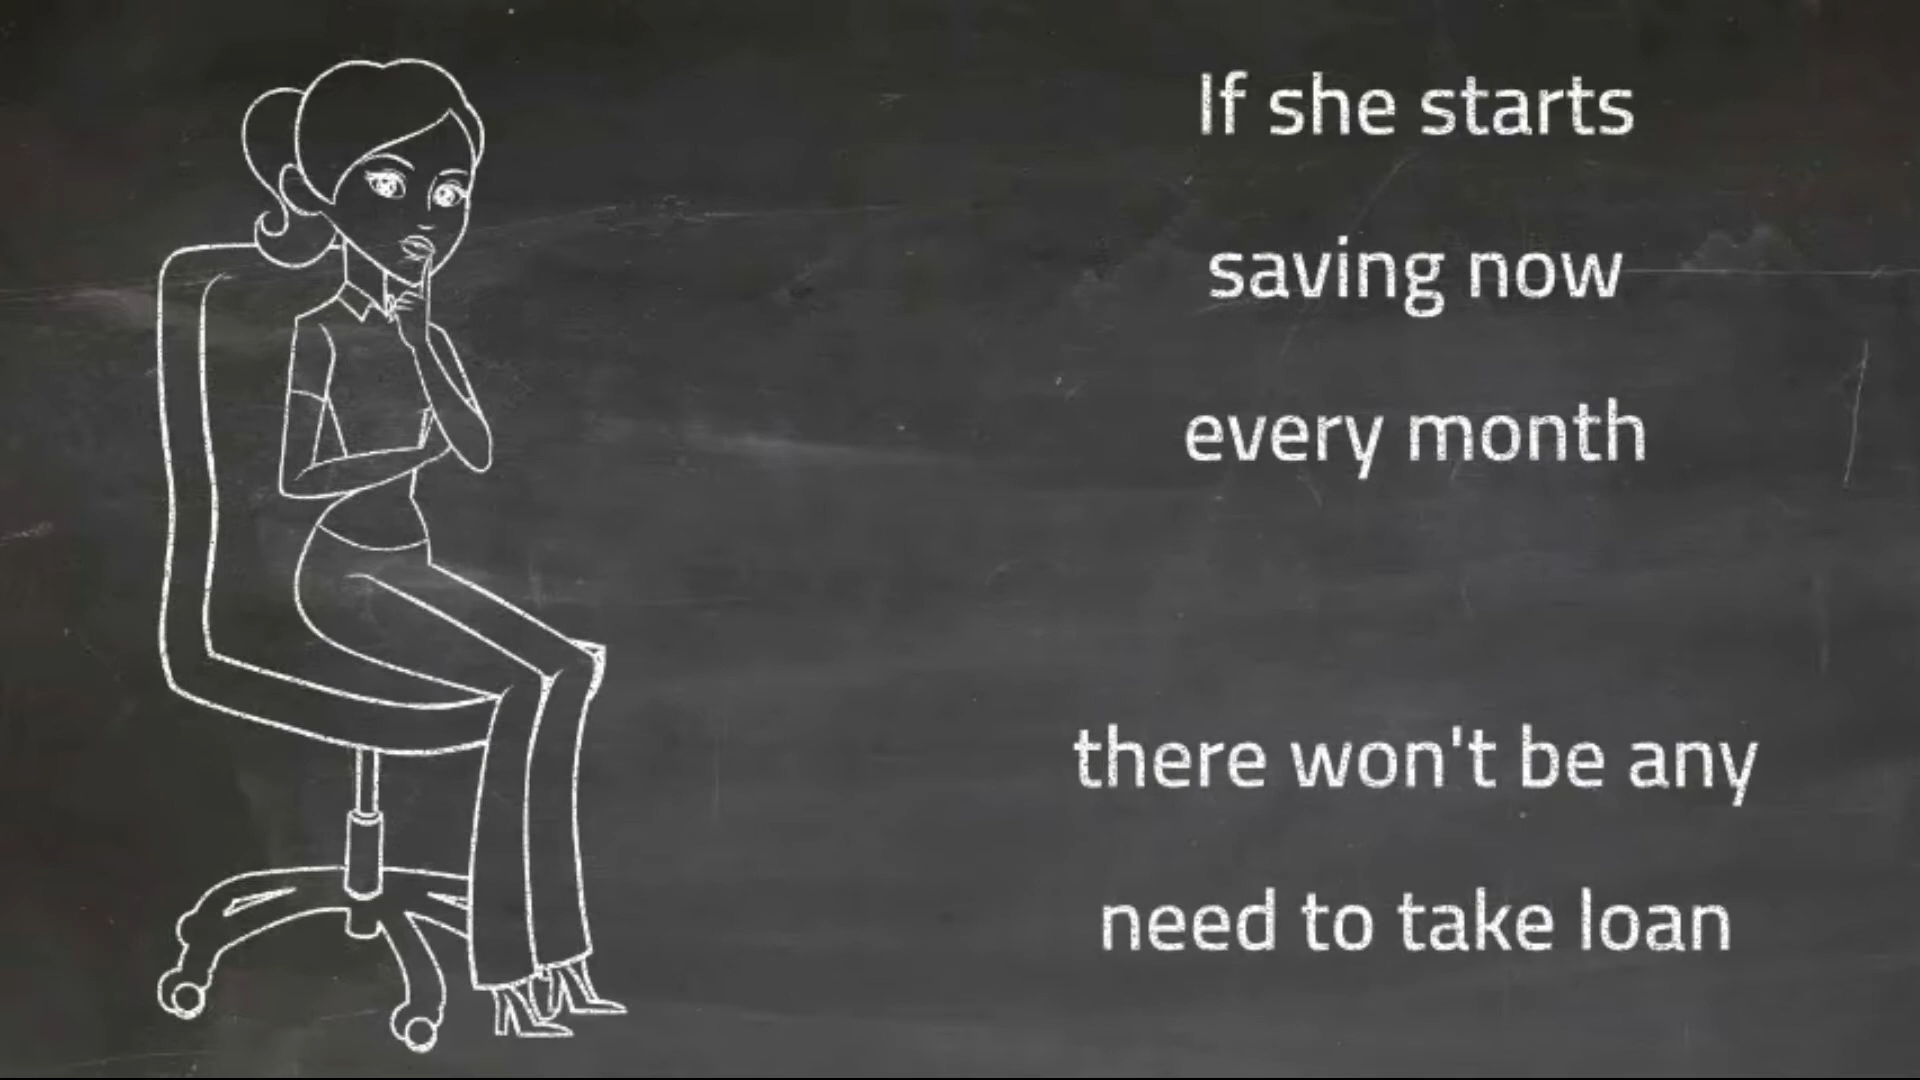 If she starts
saving now
every month
there won't be any
need to take loan